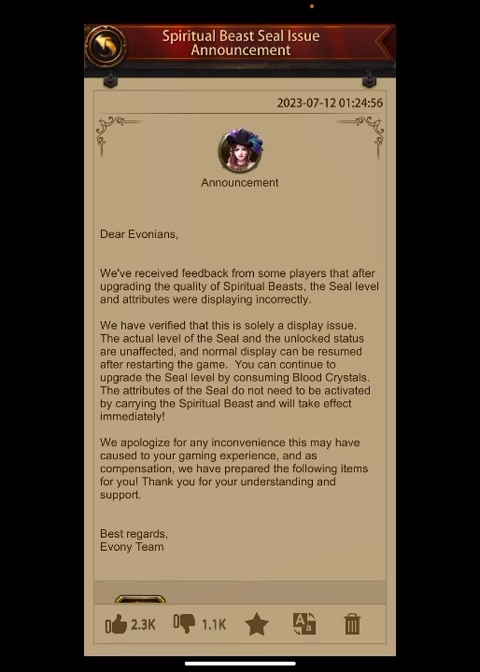 Spiritual Beast Seal Issue
Announcement
2023-07-12 01:24:56
Announcement
Dear Evonians,
We've received feedback from some players that after
upgrading the quality of Spiritual Beasts, the Seal level
and attributes were displaying incorrectly.
We have verified that this is solely a display issue.
The actual level of the Seal and the unlocked status
are unaffected, and normal display can be resumed
after restarting the game.  You can continue to
upgrade the Seal level by consuming Blood Crystals.
The attributes of the Seal do not need to be activated
by carrying the Spiritual Beast and will take effect
immediately!
We apologize for any inconvenience this may have
caused to your gaming experience, and as
compensation, we have prepared the following items
for you! Thank you for your understanding and
support.
Best regards,
Evony Team
2.3K
1.1K
A
a